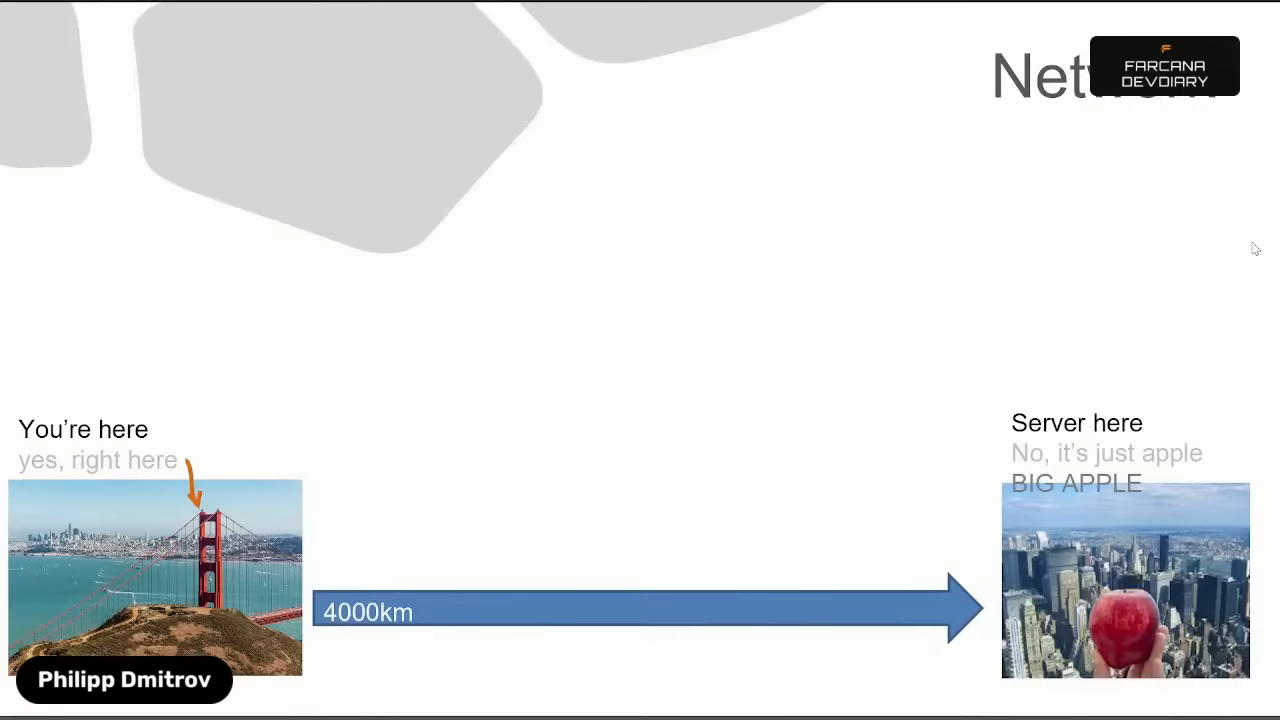 FARCANA
DEVDIARY
You're here
yes, right here
Server here
No, it's just apple
BIG APPLE
4000km
Philipp Dmitrov